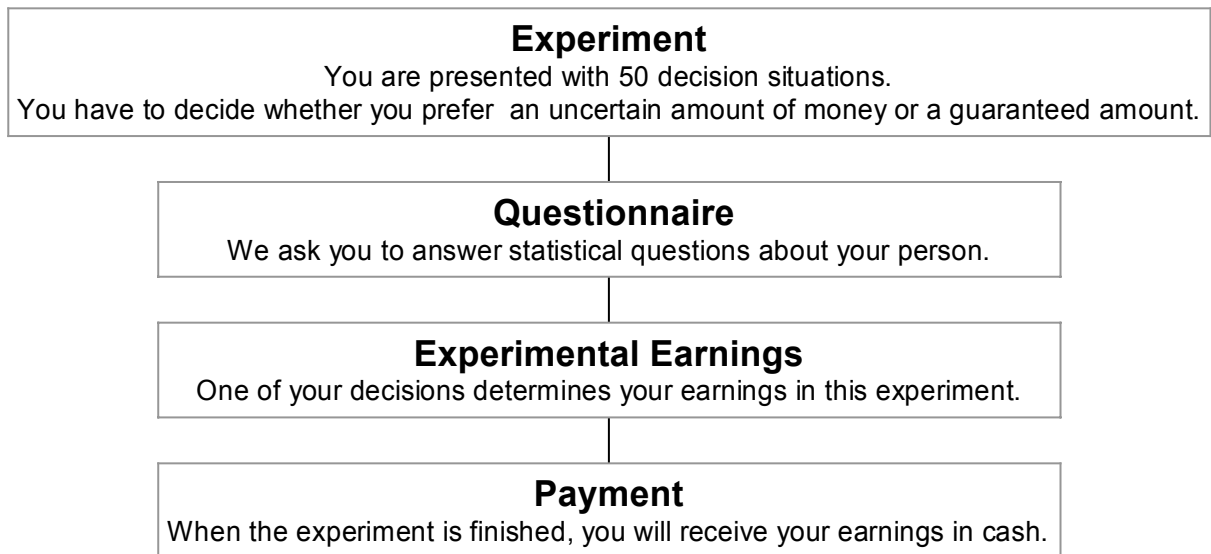 Experiment
You are presented with 50 decision situations.
You have to decide whether you prefer  an uncertain amount of money or a guaranteed amount.
Questionnaire
We ask you to answer statistical questions about your person.
Experimental Earnings
One of your decisions determines your earnings in this experiment.
Payment
When the experiment is finished, you will receive your earnings in cash.